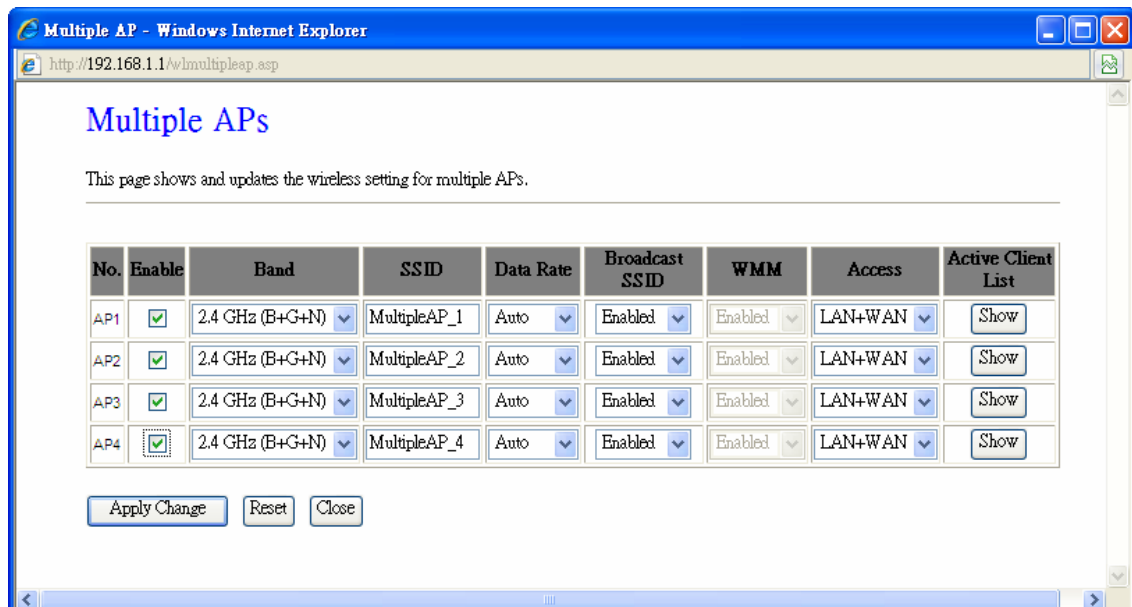 Multiple AP - Windows Internet Explorer
http://192.168.1.1/wlmultipleap.asp
Multiple APs
This page shows and updates the wireless setting for multiple APs.
No. Enable Band SSID Data Rate Broadcast SSID WMM Access Active Client List
AP1 2.4 GHz (B+G+N) MultipleAP_1 Auto Enabled Enabled LAN+WAN Show
AP2 2.4 GHz (B+G+N) MultipleAP_2 Auto Enabled Enabled LAN+WAN Show
AP3 2.4 GHz (B+G+N) MultipleAP_3 Auto Enabled Enabled LAN+WAN Show
AP4 2.4 GHz (B+G+N) MultipleAP_4 Auto Enabled Enabled LAN+WAN Show
Apply Change Reset Close